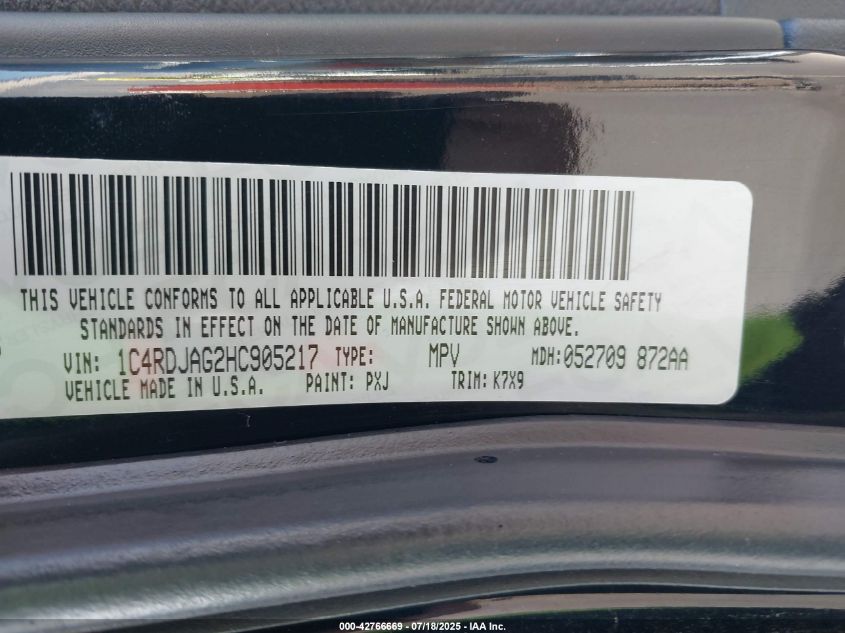 THIS VEHICLE CONFORMS TO ALL APPLICABLE U.S.A. FEDERAL MOTOR VEHICLE SAFETY
STANDARDS IN EFFECT ON THE DATE OF MANUFACTURE SHOWN ABOVE.
VIN: 1C4RDJAG2HC905217 TYPE: MPV MDH:052709 872AA
VEHICLE MADE IN U.S.A. PAINT: PXJ TRIM: K7X9
000-42766669 - 07/18/2025 - IAA Inc.